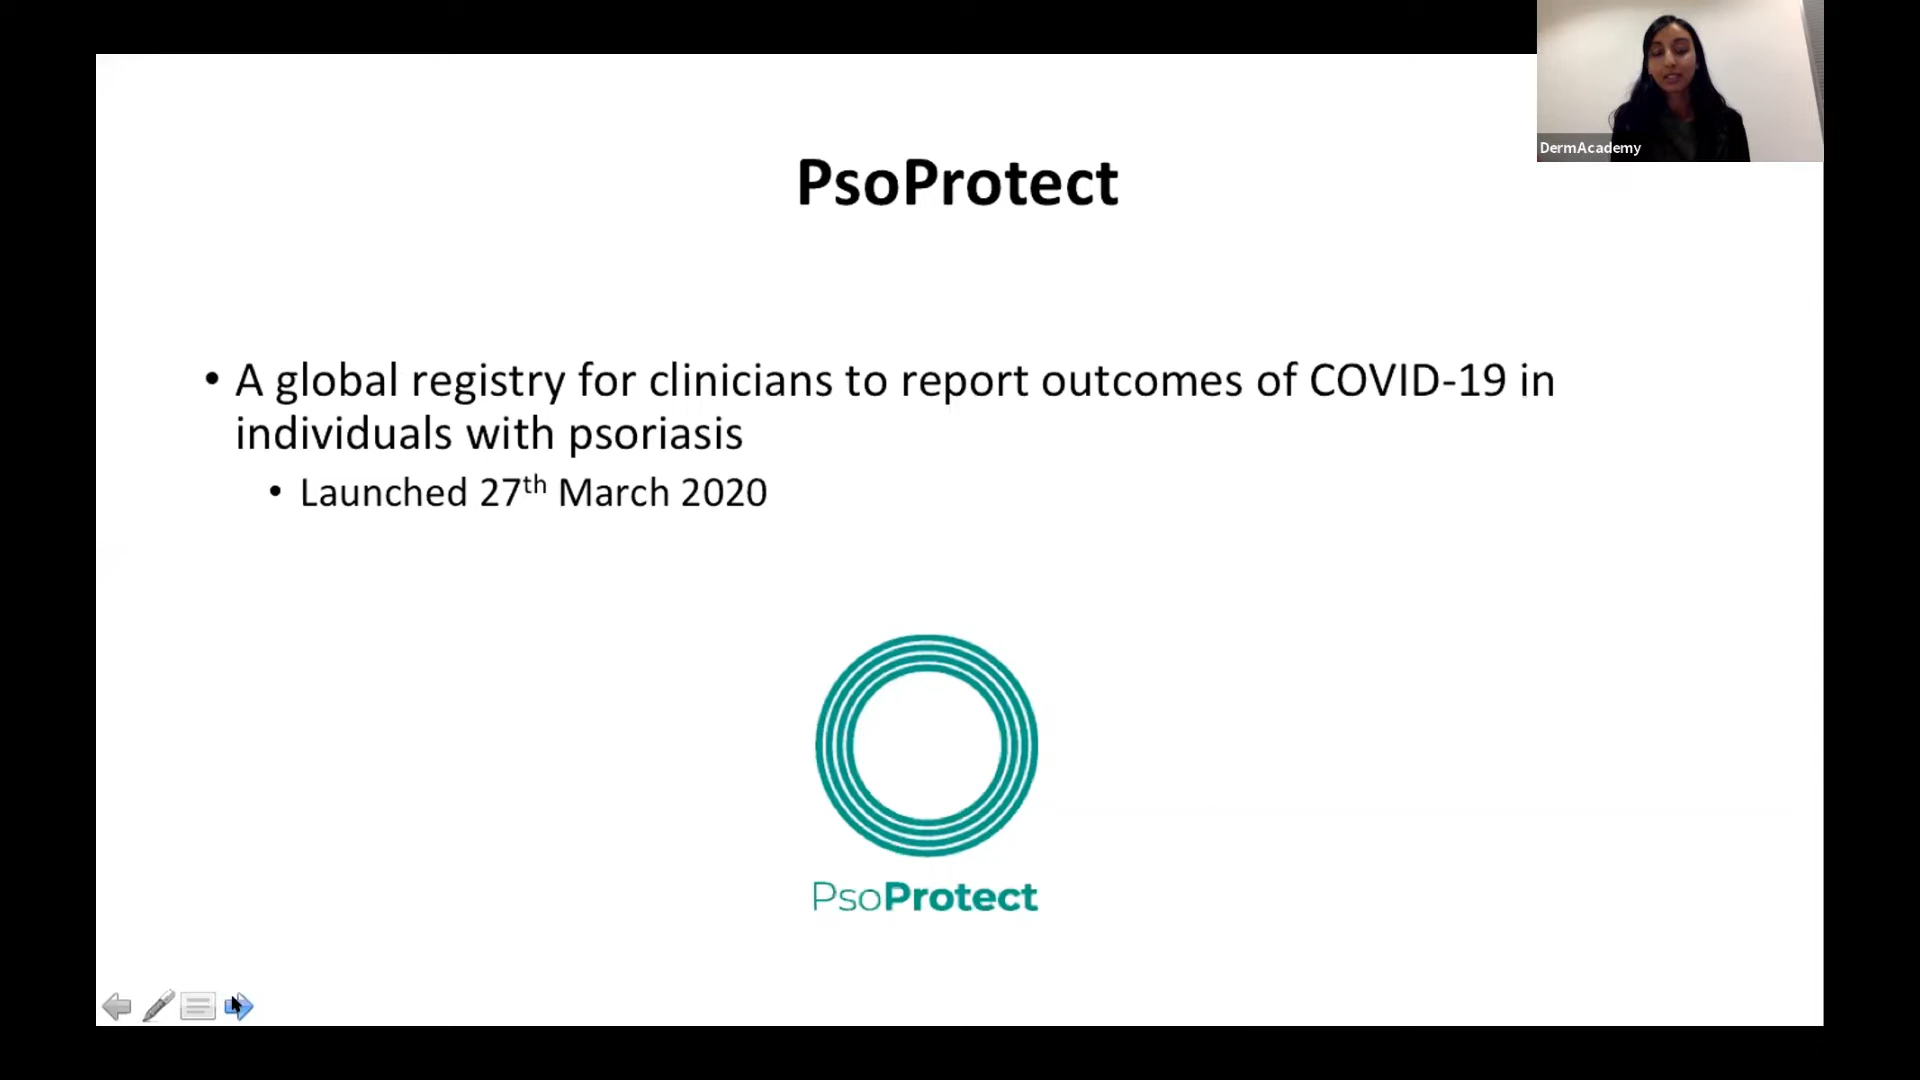 DermAcademy
PsoProtect
• A global registry for clinicians to report outcomes of COVID-19 in
individuals with psoriasis
• Launched 27th March 2020
PsoProtect